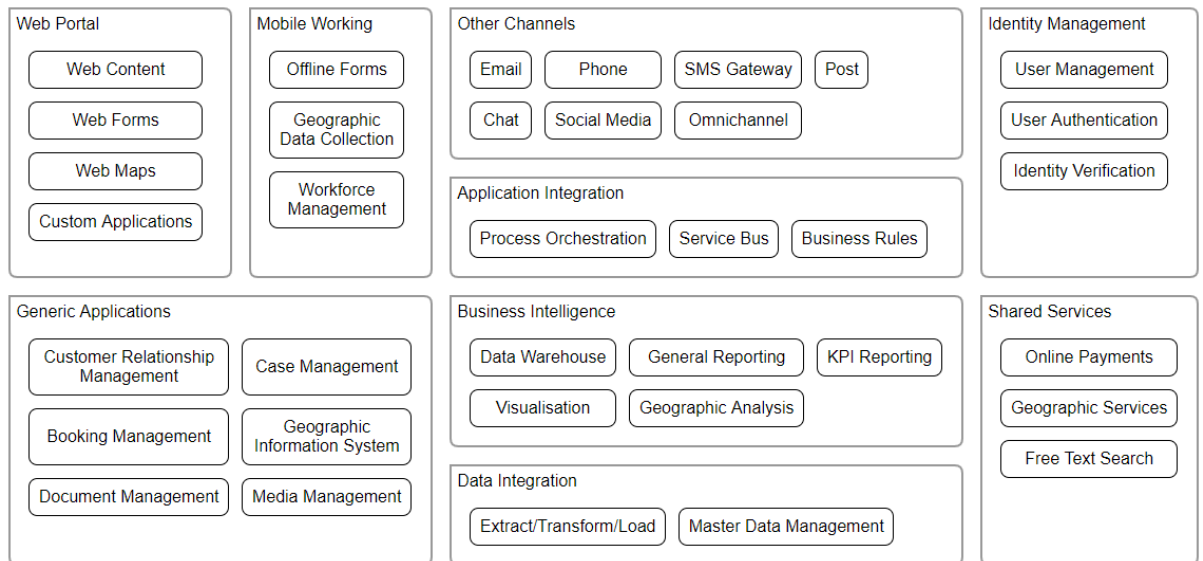 Web Portal
Web Content
Web Forms
Web Maps
Custom Applications
Mobile Working
Offline Forms
Geographic
Data Collection
Workforce
Management
Other Channels
Email
Phone
SMS Gateway
Post
Chat
Social Media
Omnichannel
Application Integration
Process Orchestration
Service Bus
Business Rules
Identity Management
User Management
User Authentication
Identity Verification
Generic Applications
Customer Relationship
Management
Case Management
Booking Management
Geographic
Information System
Document Management
Media Management
Business Intelligence
Data Warehouse
General Reporting
KPI Reporting
Visualisation
Geographic Analysis
Data Integration
Extract/Transform/Load
Master Data Management
Shared Services
Online Payments
Geographic Services
Free Text Search